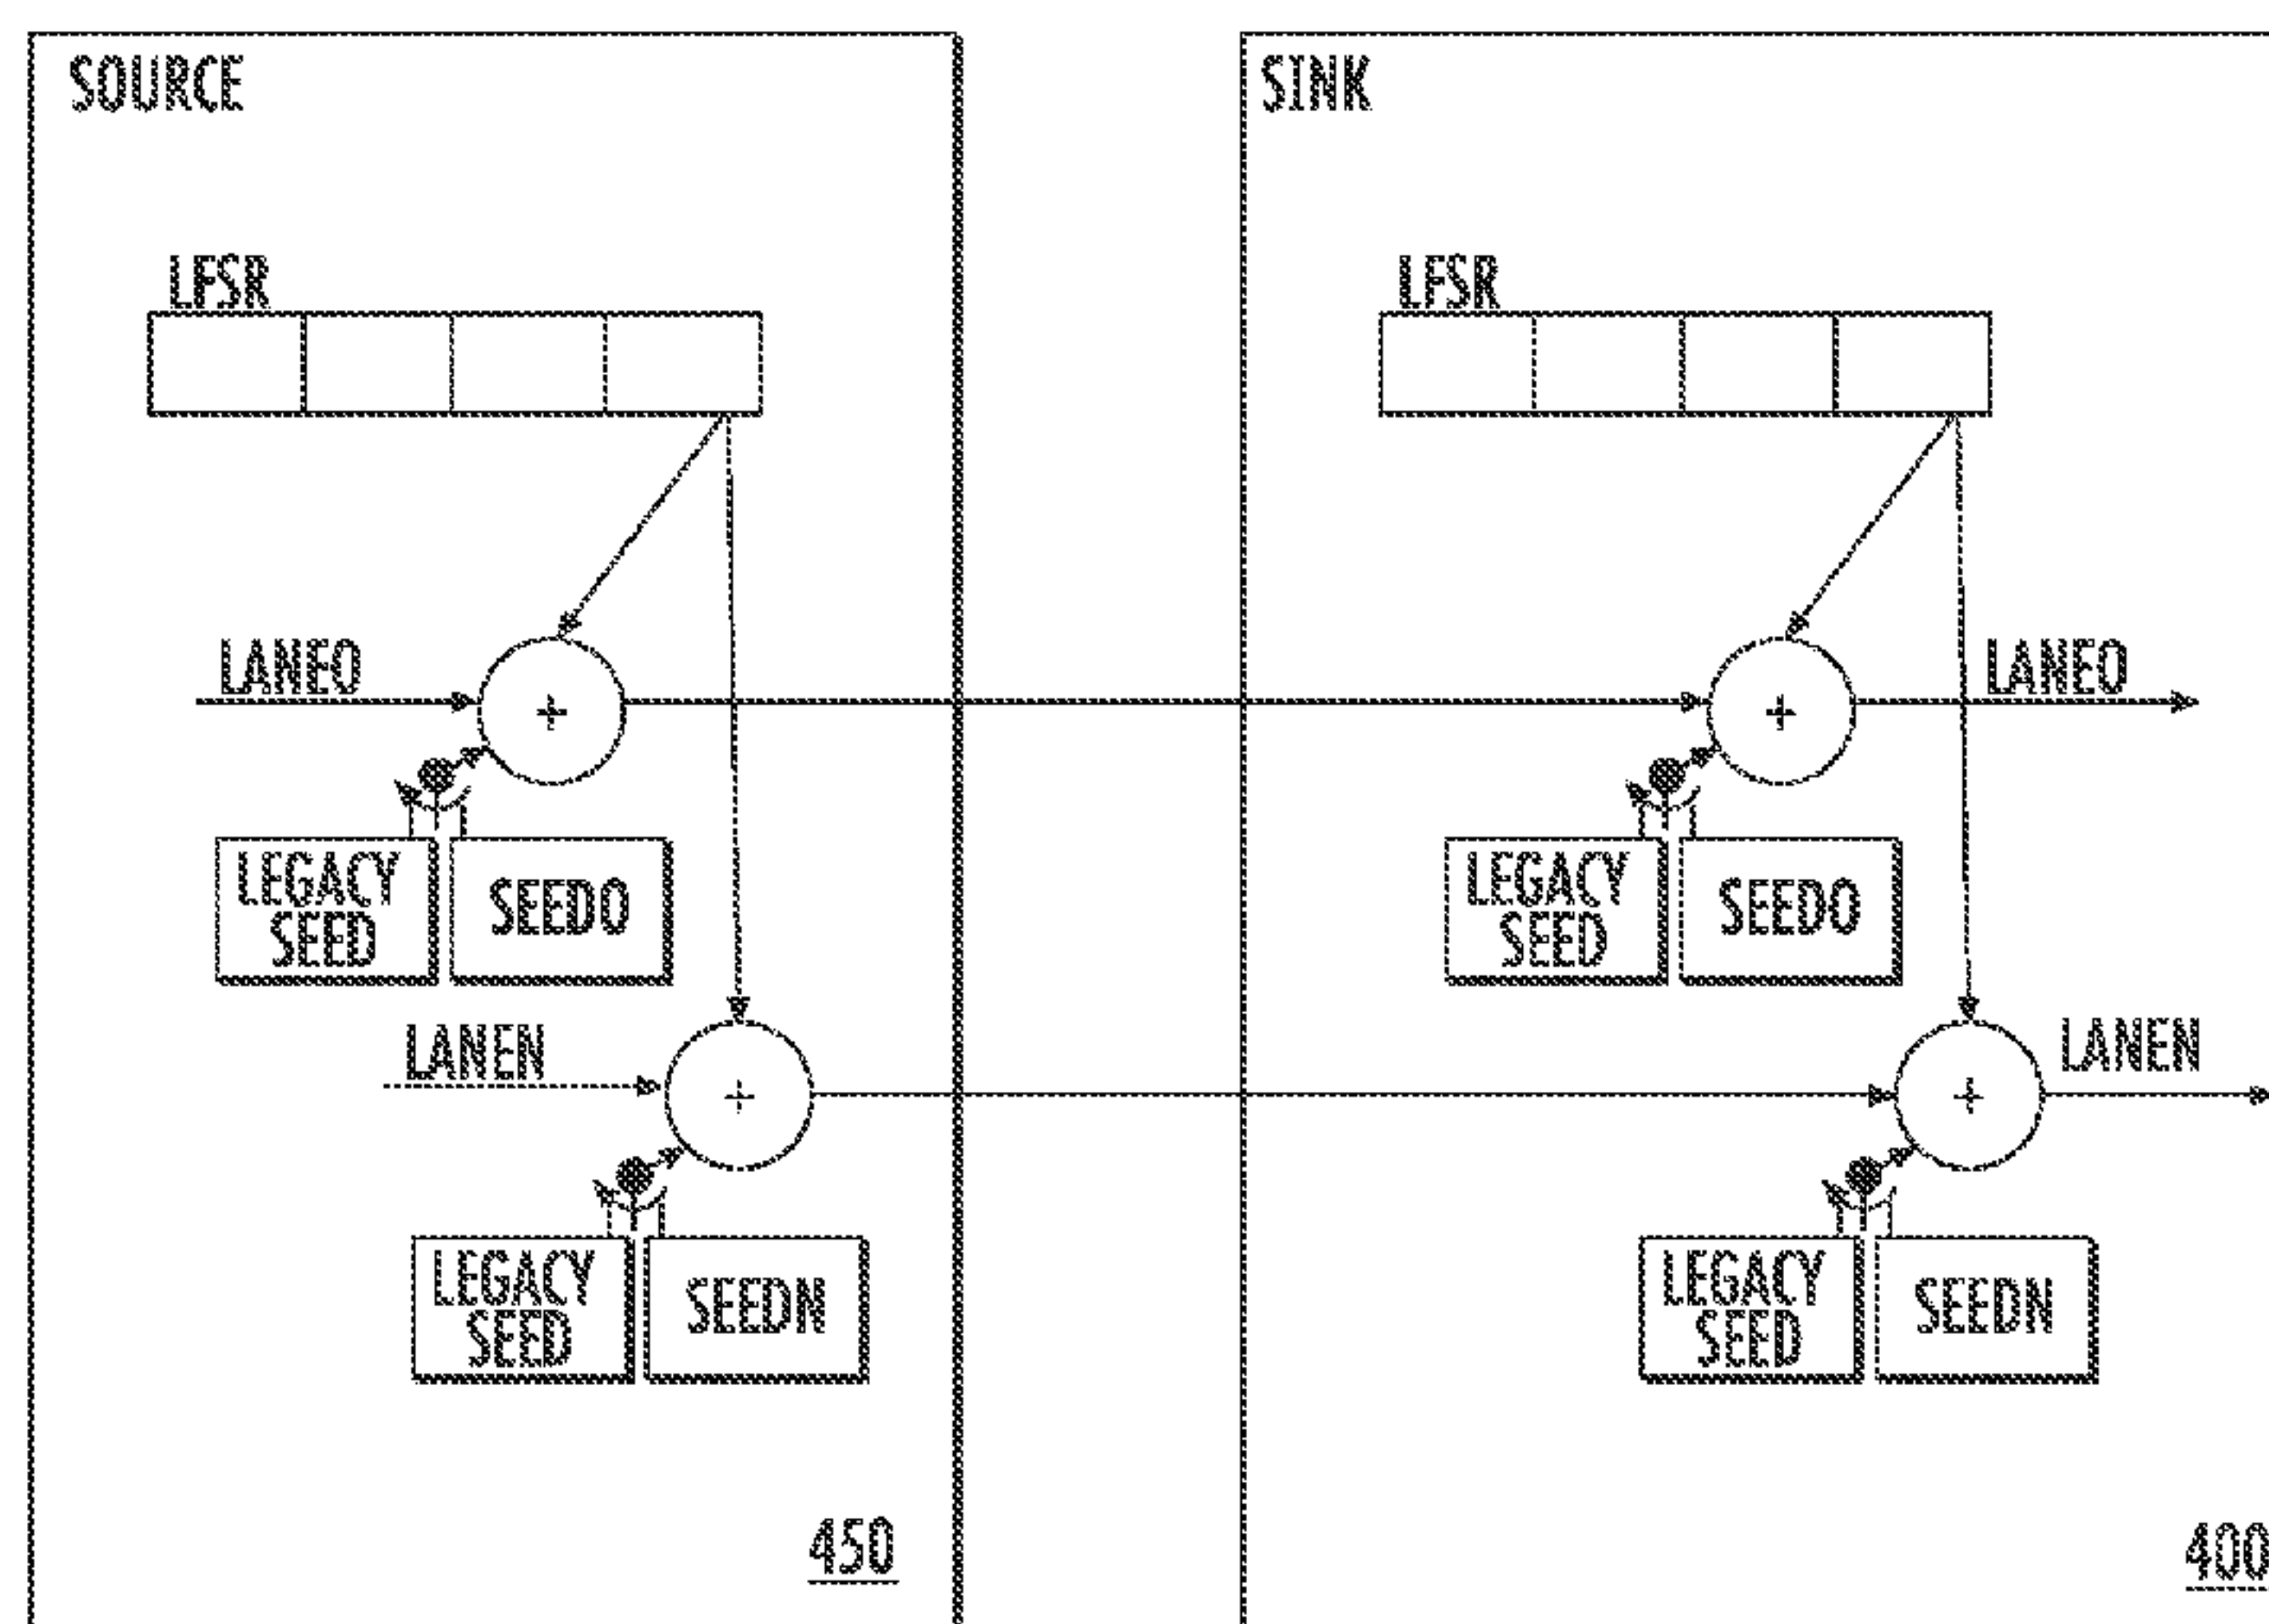 SOURCE
SINK
LFSR
LFSR
LANE0
LANE0
LEGACY
SEED
SEED0
LEGACY
SEED
SEED0
LANEN
LANEN
LEGACY
SEED
SEEDN
LEGACY
SEED
SEEDN
450
400